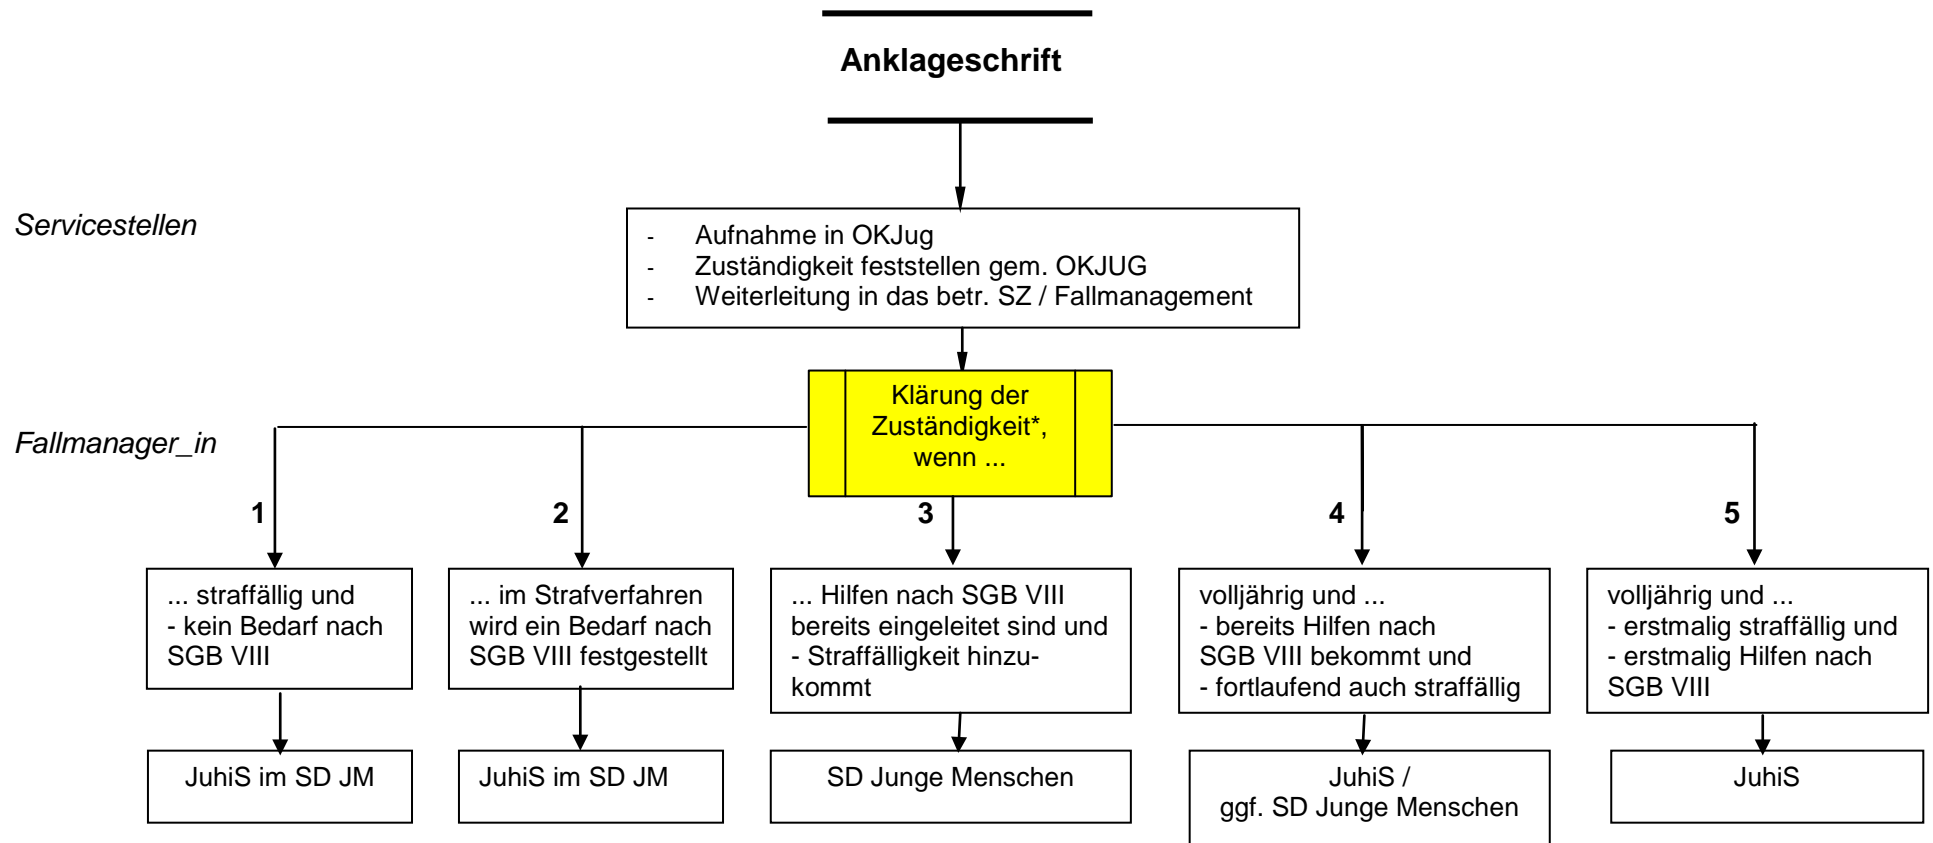 Anklageschrift
Servicestellen
- Aufnahme in OKJug
- Zuständigkeit feststellen gem. OKJUG
- Weiterleitung in das betr. SZ / Fallmanagement
Fallmanager_in
Klärung der
Zuständigkeit*,
wenn ...
1
2
3
4
5
... straffällig und
- kein Bedarf nach
SGB VIII
... im Strafverfahren
wird ein Bedarf nach
SGB VIII festgestellt
... Hilfen nach SGB VIII
bereits eingeleitet sind und
- Straffälligkeit hinzu-
kommt
volljährig und ...
- bereits Hilfen nach
SGB VIII bekommt und
- fortlaufend auch straffällig
volljährig und ...
- erstmalig straffällig und
- erstmalig Hilfen nach
SGB VIII
JuhiS im SD JM
JuhiS im SD JM
SD Junge Menschen
JuhiS /
ggf. SD Junge Menschen
JuhiS